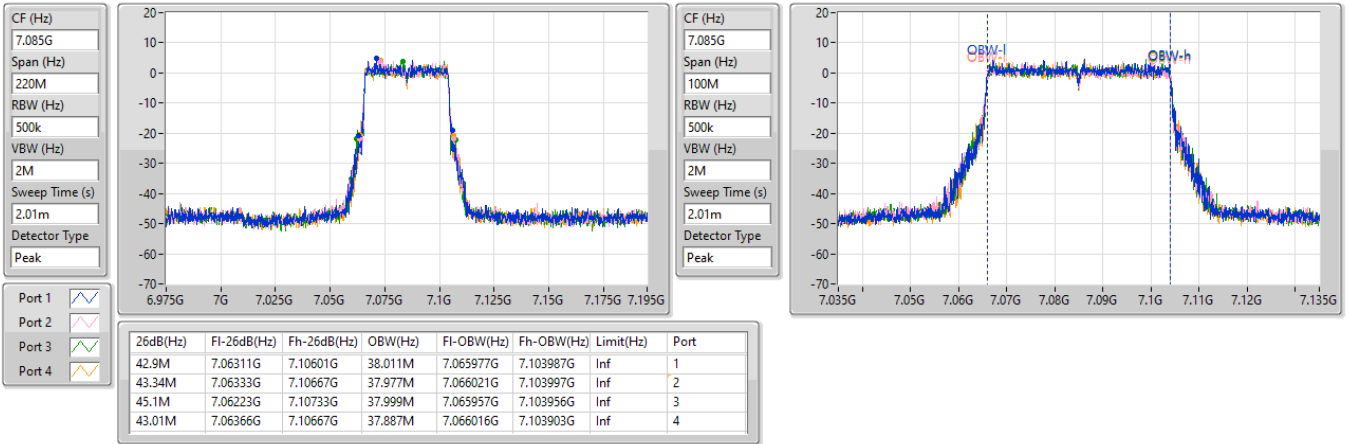 CF (Hz)
7.085G
Span (Hz)
220M
RBW (Hz)
500k
VBW (Hz)
2M
Sweep Time (s)
2.01m
Detector Type
Peak
20
10
0
-10
-20
-30
-40
-50
-60
-70
6.975G 7G 7.025G 7.05G 7.075G 7.1G 7.125G 7.15G 7.175G 7.195G
CF (Hz)
7.085G
Span (Hz)
100M
RBW (Hz)
500k
VBW (Hz)
2M
Sweep Time (s)
2.01m
Detector Type
Peak
20
10
0
-10
-20
-30
-40
-50
-60
-70
OBW-l
OBW-l
OBW-h
7.035G 7.05G 7.06G 7.07G 7.08G 7.09G 7.1G 7.11G 7.12G 7.135G
Port 1
Port 2
Port 3
Port 4
26dB(Hz) Fl-26dB(Hz) Fh-26dB(Hz) OBW(Hz) Fl-OBW(Hz) Fh-OBW(Hz) Limit(Hz) Port
42.9M 7.06311G 7.10601G 38.011M 7.065977G 7.103987G Inf 1
43.34M 7.06333G 7.10667G 37.977M 7.066021G 7.103997G Inf 2
45.1M 7.06223G 7.10733G 37.999M 7.065957G 7.103956G Inf 3
43.01M 7.06366G 7.10667G 37.887M 7.066016G 7.103903G Inf 4